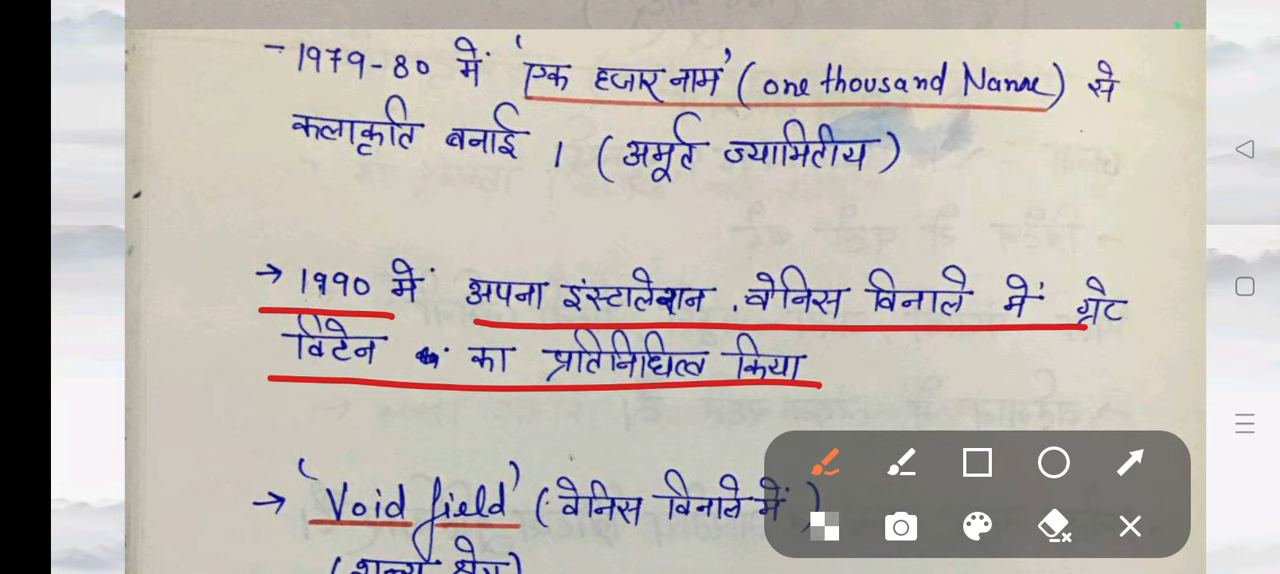 - 1979-80 में 'एक हजार नाम' (one thousand Name) से
कलाकृति बनाई । (अमूर्त ज्यामितीय)
→ 1990 में अपना इंस्टालेशन . वेनिस विनाले में ग्रेट
ब्रिटेन का प्रतिनिधित्व किया
→ 'Void field' (वेनिस विनाले में)
(शून्य क्षेत्र)